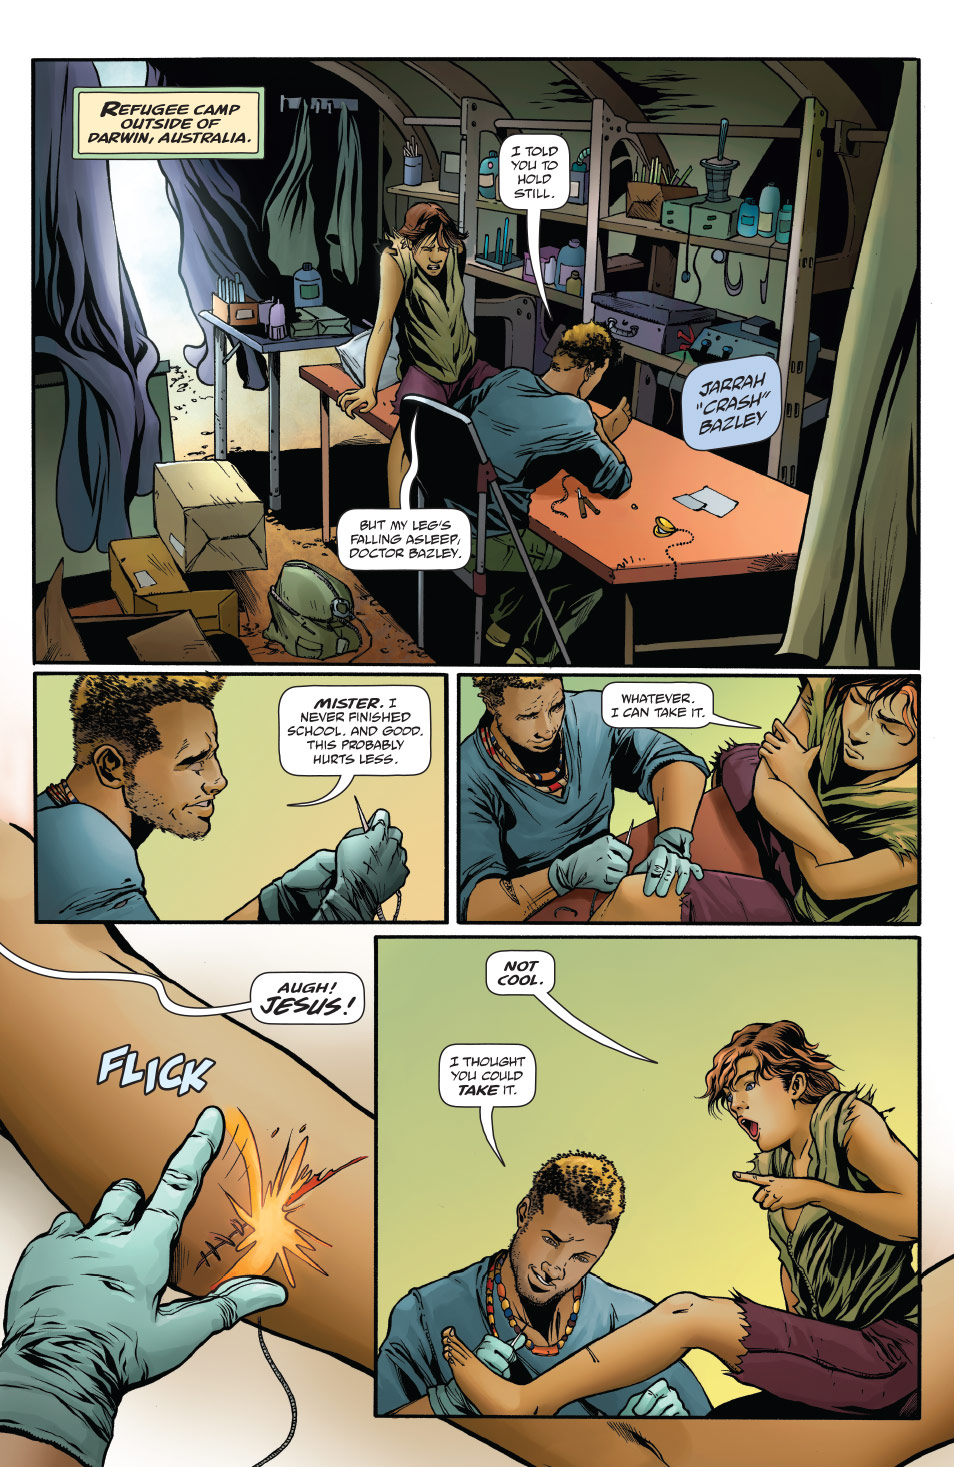 REFUGEE CAMP
OUTSIDE OF
DARWIN, AUSTRALIA.
I TOLD
YOU TO
HOLD
STILL.
JARRAH
"CRASH"
BAZLEY
BUT MY LEG'S
FALLING ASLEEP,
DOCTOR BAZLEY.
MISTER. I
NEVER FINISHED
SCHOOL. AND GOOD.
THIS PROBABLY
HURTS LESS.
WHATEVER.
I CAN TAKE IT.
AUGH!
JESUS!
FLICK
NOT
COOL.
I THOUGHT
YOU COULD
TAKE IT.